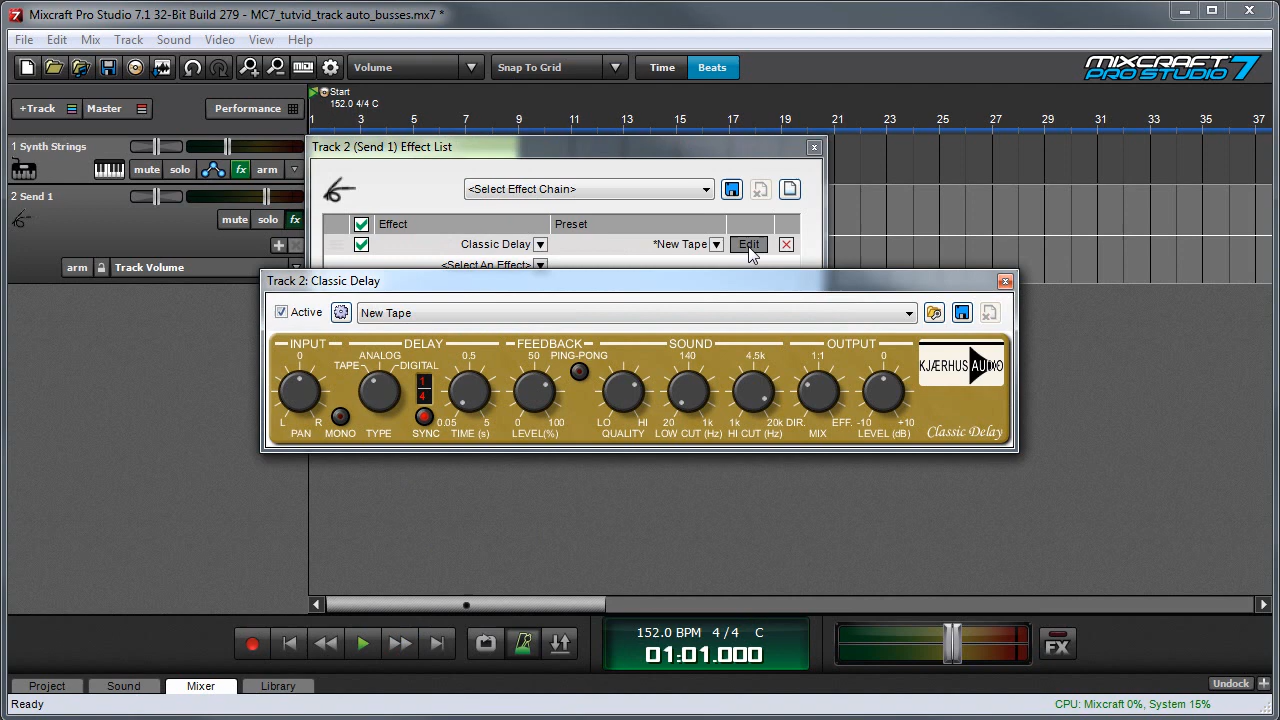 Mixcraft Pro Studio 7.1 32-Bit Build 279 - MC7_tutvid_track auto_busses.mx7 *
File Edit Mix Track Sound Video View Help
Volume Snap To Grid Time Beats MIXCRAFT PRO STUDIO 7
+Track Master Performance
Start
152.0 4/4 C
1 3 5 7 9 11 13 15 17 19 21 23 25 27 29 31 33 35 37
1 Synth Strings
mute solo fx arm
2 Send 1
mute solo fx
arm Track Volume
Track 2 (Send 1) Effect List
<Select Effect Chain>
Effect Preset
Classic Delay *New Tape Edit
<Select An Effect>
Track 2: Classic Delay
Active New Tape
INPUT DELAY FEEDBACK SOUND OUTPUT
0 ANALOG 0.5 50 PING-PONG 140 4.5k 1:1 0
TAPE DIGITAL
KJÆRHUS AUDIO
1
4
L R 0.05 5 0 100 LO HI 20 1k 1k 20k DIR. EFF. -10 +10
PAN MONO TYPE SYNC TIME (s) LEVEL(%) QUALITY LOW CUT (Hz) HI CUT (Hz) MIX LEVEL (dB) Classic Delay
152.0 BPM 4 / 4 C
01:01.000
FX
Project Sound Mixer Library Undock
Ready CPU: Mixcraft 0%, System 15%